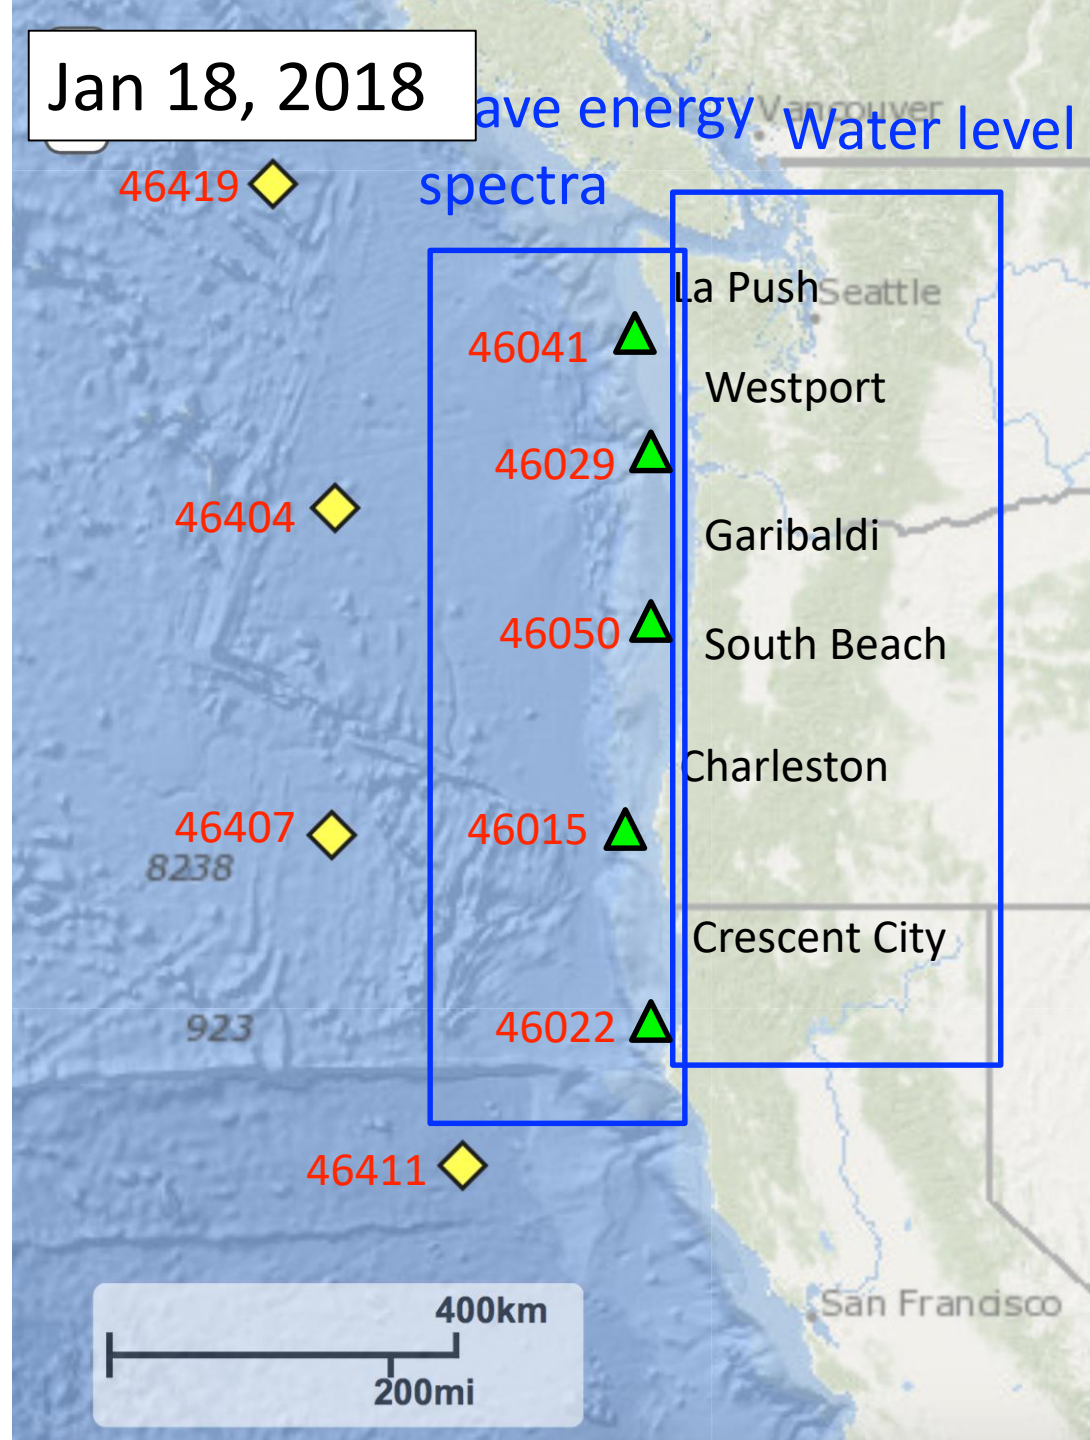 Jan 18, 2018
ave energy
spectra
Vancouver
Water level
46419
La Push
Seattle
46041
Westport
46029
46404
Garibaldi
46050
South Beach
Charleston
46407
46015
8238
Crescent City
923
46022
46411
400km
200mi
San Francisco